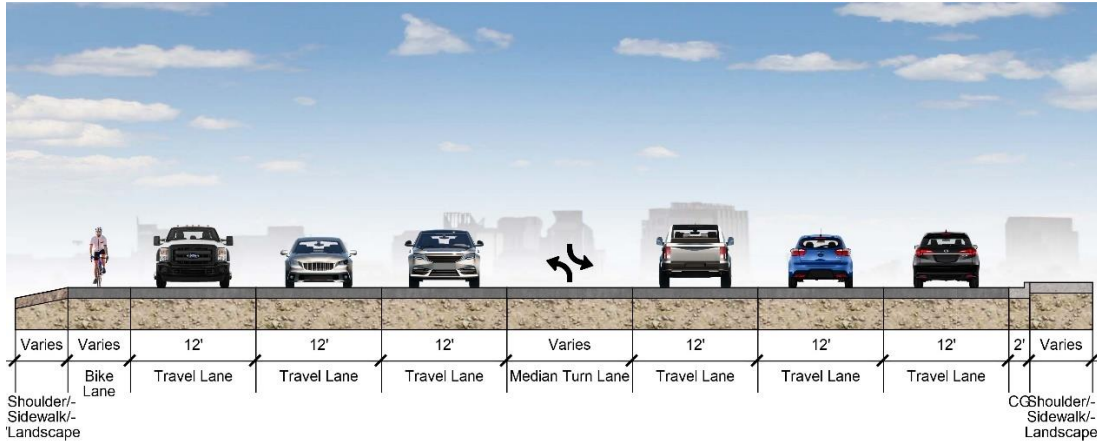 Varies Varies 12' 12' 12' Varies 12' 12' 12' 2' Varies
Bike Travel Lane Travel Lane Travel Lane Median Turn Lane Travel Lane Travel Lane Travel Lane
Lane
Shoulder/- CG Shoulder/-
Sidewalk/- Sidewalk/-
'Landscape Landscape